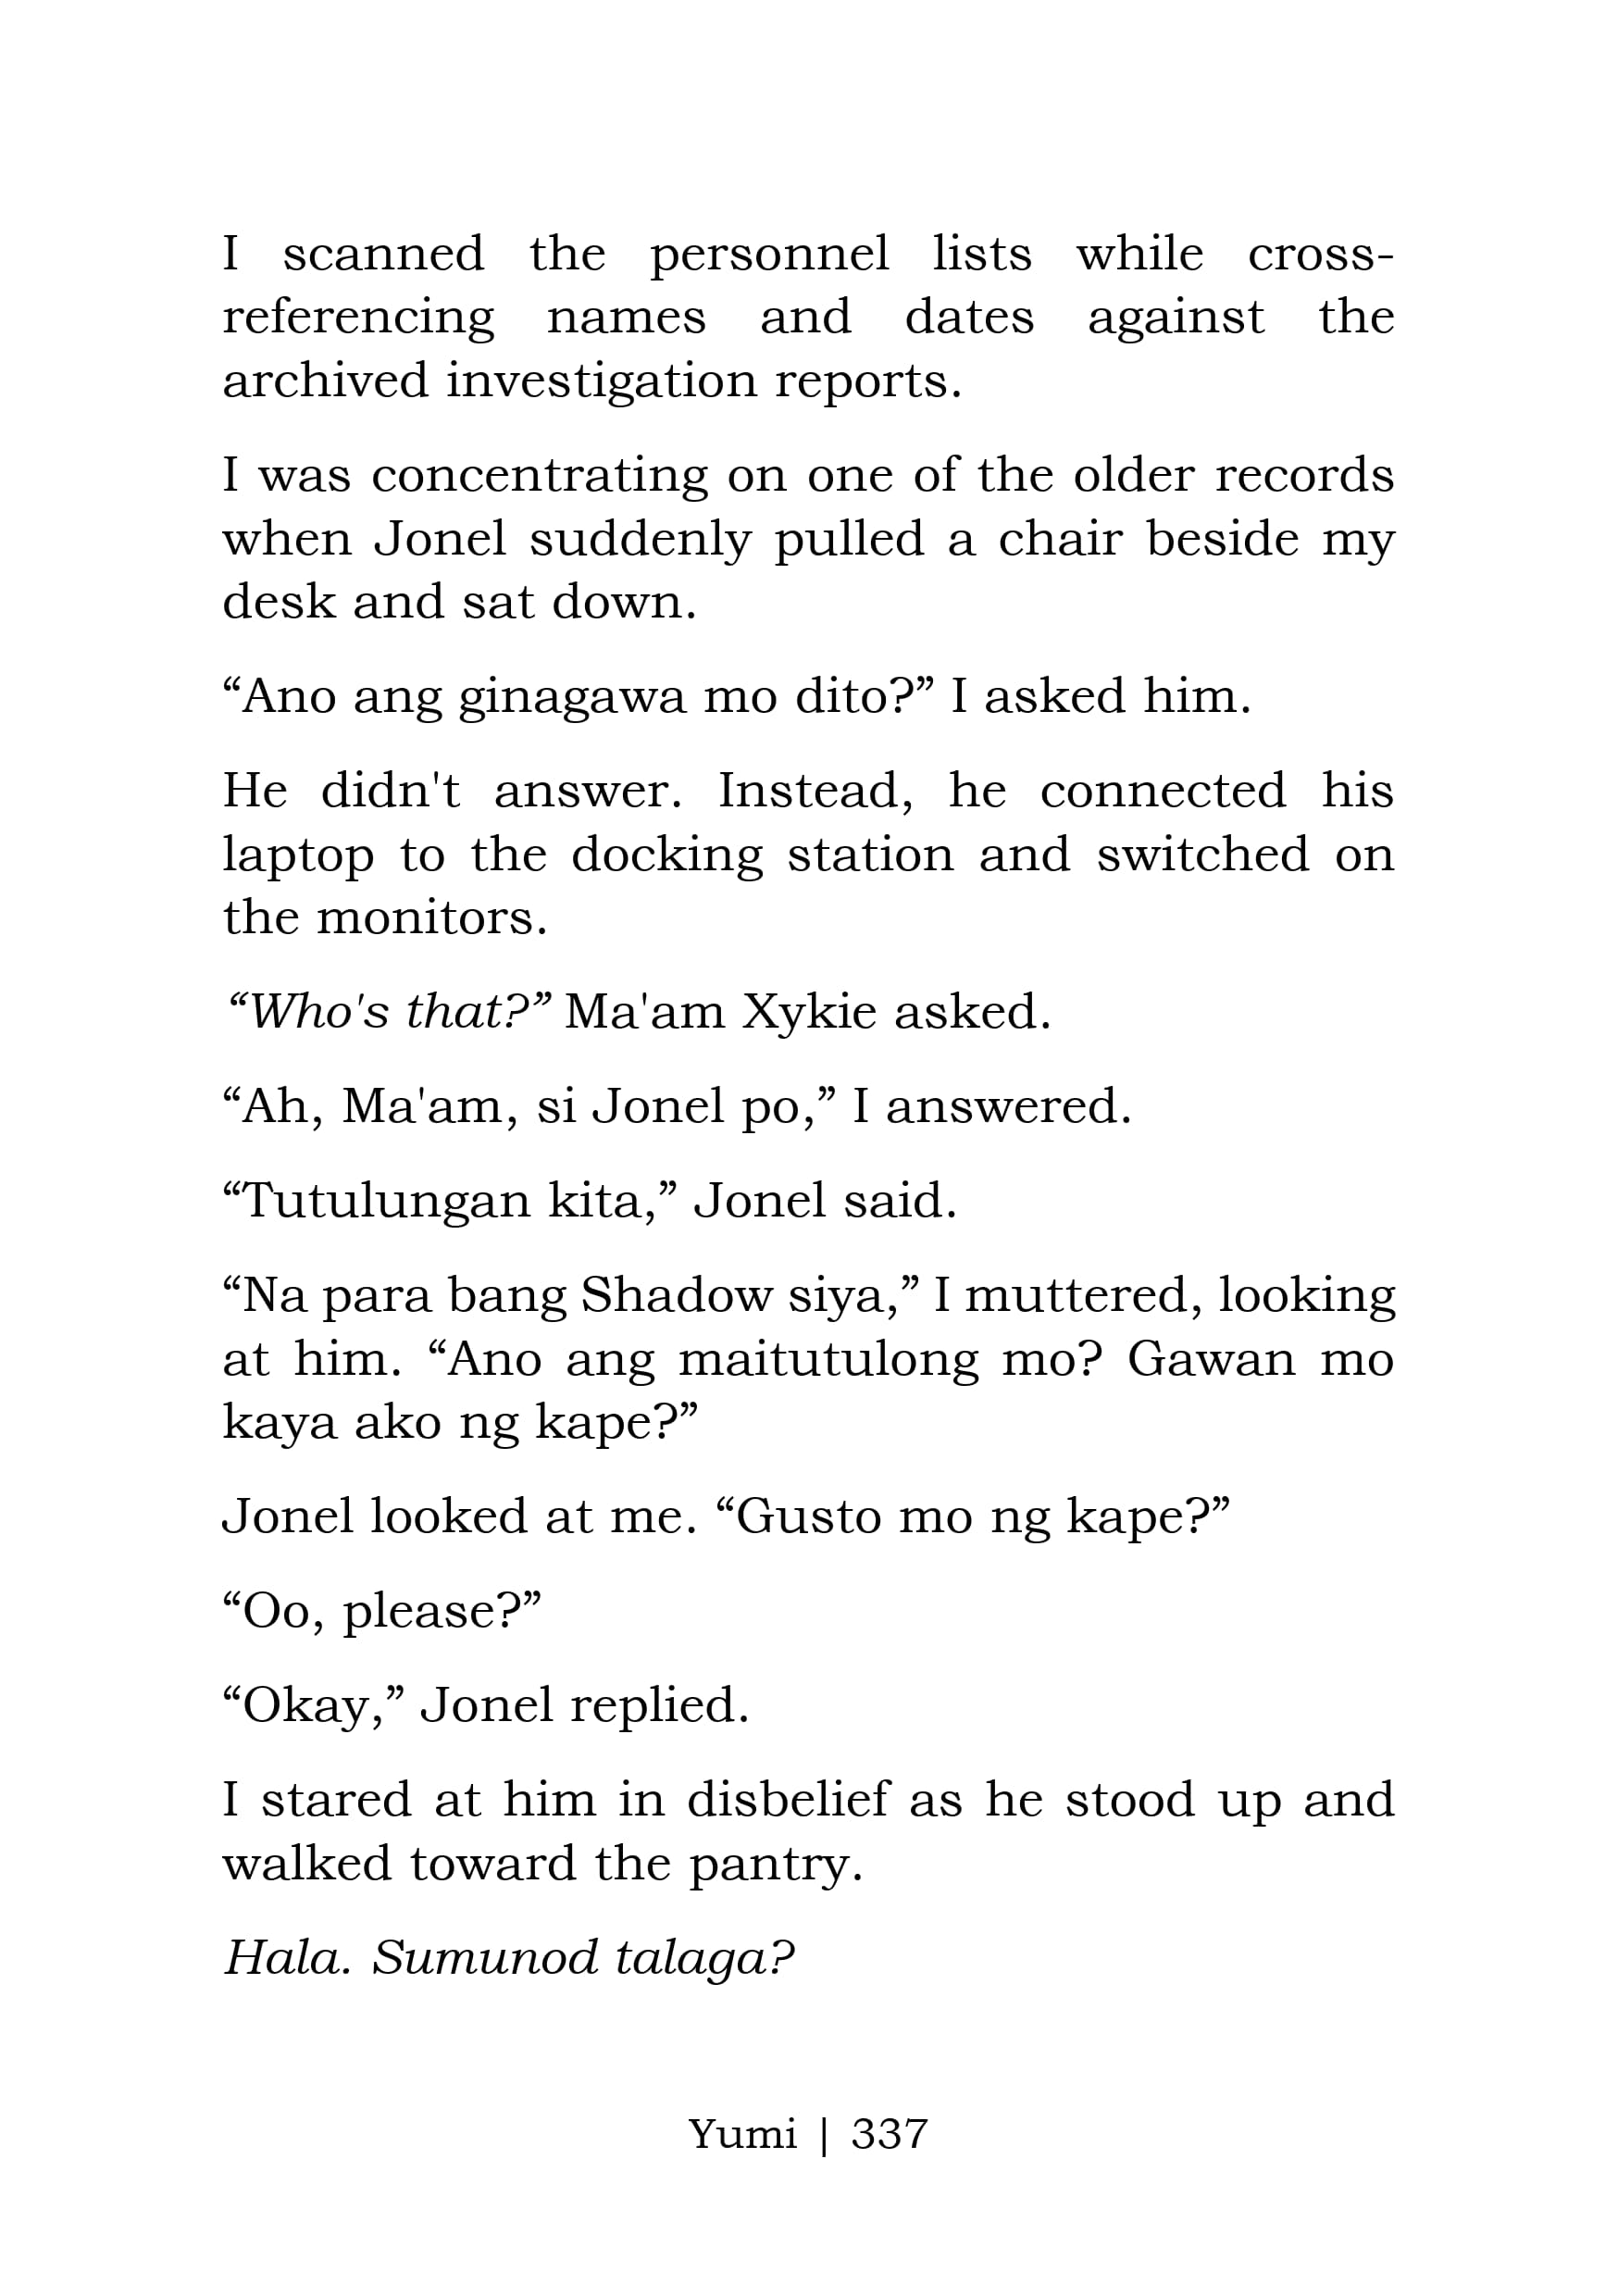 I scanned the personnel lists while cross-
referencing names and dates against the
archived investigation reports.
I was concentrating on one of the older records
when Jonel suddenly pulled a chair beside my
desk and sat down.
“Ano ang ginagawa mo dito?” I asked him.
He didn't answer. Instead, he connected his
laptop to the docking station and switched on
the monitors.
“Who's that?” Ma'am Xykie asked.
“Ah, Ma'am, si Jonel po,” I answered.
“Tutulungan kita,” Jonel said.
“Na para bang Shadow siya,” I muttered, looking
at him. “Ano ang maitutulong mo? Gawan mo
kaya ako ng kape?”
Jonel looked at me. “Gusto mo ng kape?”
“Oo, please?”
“Okay,” Jonel replied.
I stared at him in disbelief as he stood up and
walked toward the pantry.
Hala. Sumunod talaga?
Yumi | 337